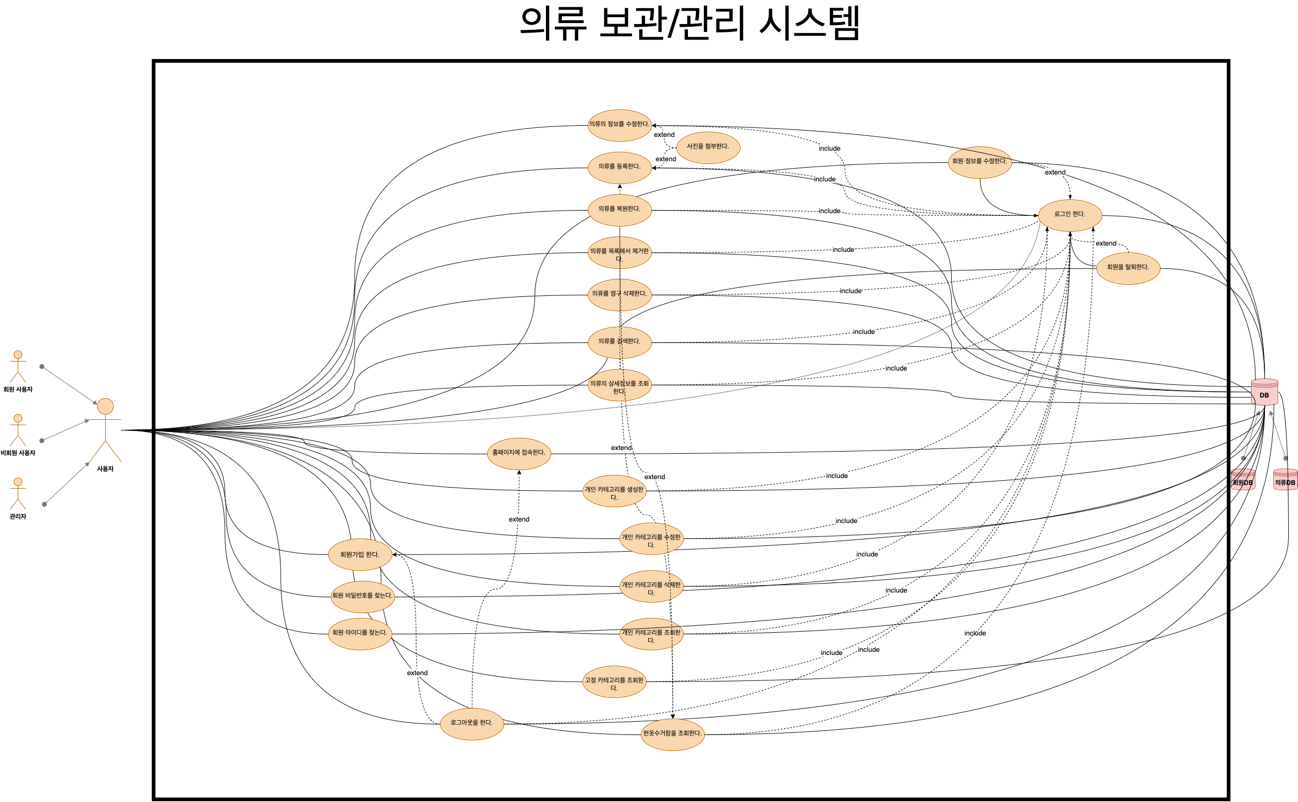 의류 보관/관리 시스템
의류의 정보를 수정한다.
extend
사진을 첨부한다.
include
extend
의류를 등록한다.
include
회원 정보를 수정한다.
extend
의류를 복원한다.
include
로그인 한다.
의류를 목록에서 제거한
다.
include
extend
회원을 탈퇴한다.
의류를 영구 삭제한다.
include
의류를 검색한다.
include
의류의 상세정보를 조회
한다.
include
회원 사용자
비회원 사용자
관리자
사용자
DB
회원DB
의류DB
홈페이지에 접속한다.
extend
extend
include
개인 카테고리를 생성한
다.
extend
include
개인 카테고리를 수정한
다.
회원가입 한다.
include
개인 카테고리를 삭제한
다.
include
회원 비밀번호를 찾는다.
회원 아이디를 찾는다.
개인 카테고리를 조회한
다.
include
include
include
고정 카테고리를 조회한
다.
extend
로그아웃을 한다.
헌옷수거함을 조회한다.